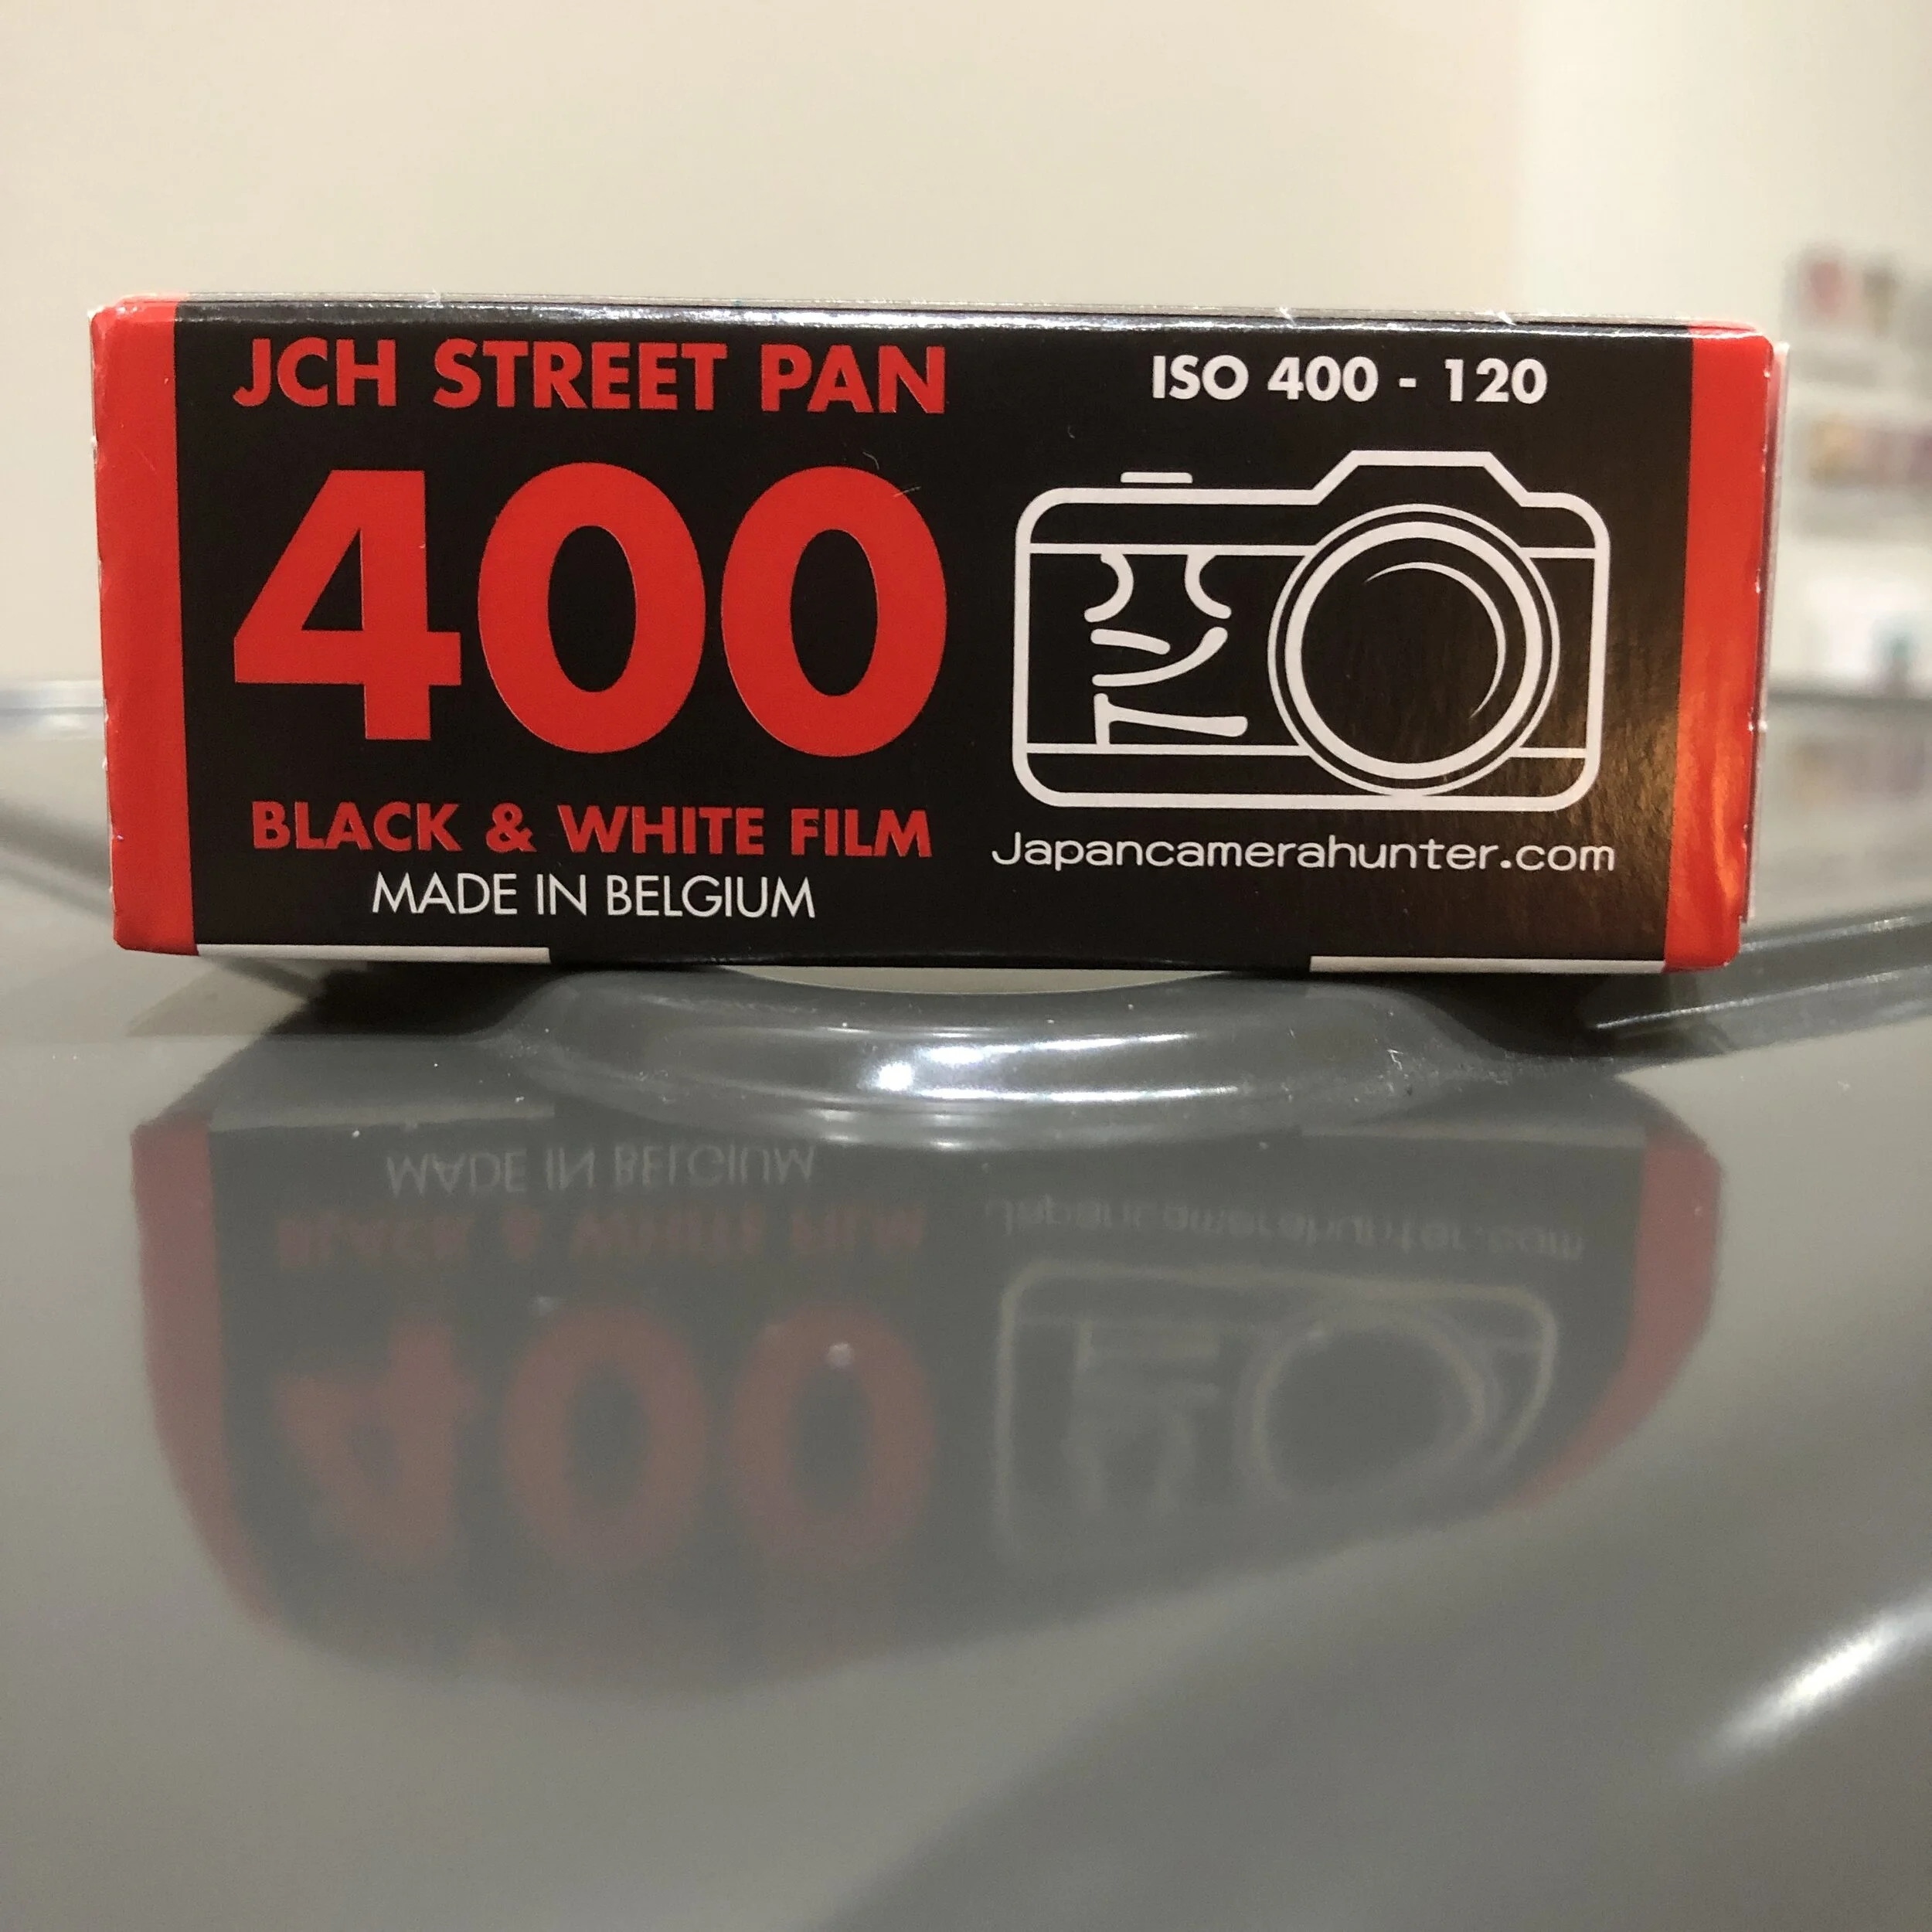 JCH STREET PAN
400
BLACK & WHITE FILM
MADE IN BELGIUM
ISO 400 - 120
Japancamerahunter.com